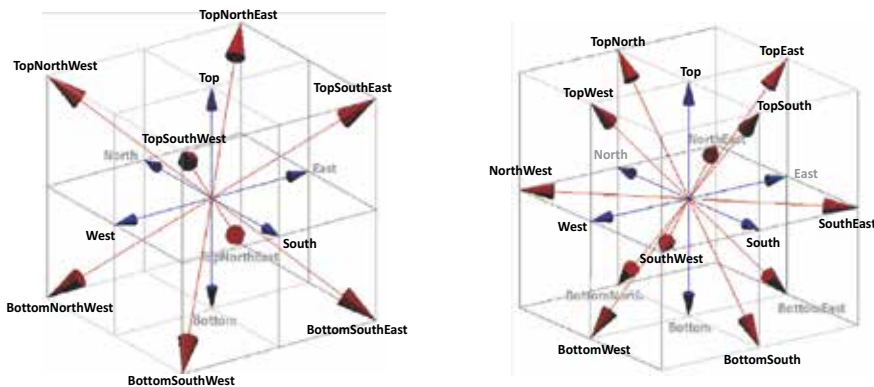 TopNorthEast
TopNorthWest
Top
TopSouthEast
TopSouthWest
North
East
West
South
TopNorthEast
BottomNorthWest
Bottom
BottomSouthEast
BottomSouthWest
TopNorth
TopEast
Top
TopWest
TopSouth
NorthEast
North
NorthWest
East
West
South
SouthEast
SouthWest
BottomNorth
BottomEast
Bottom
BottomWest
BottomSouth